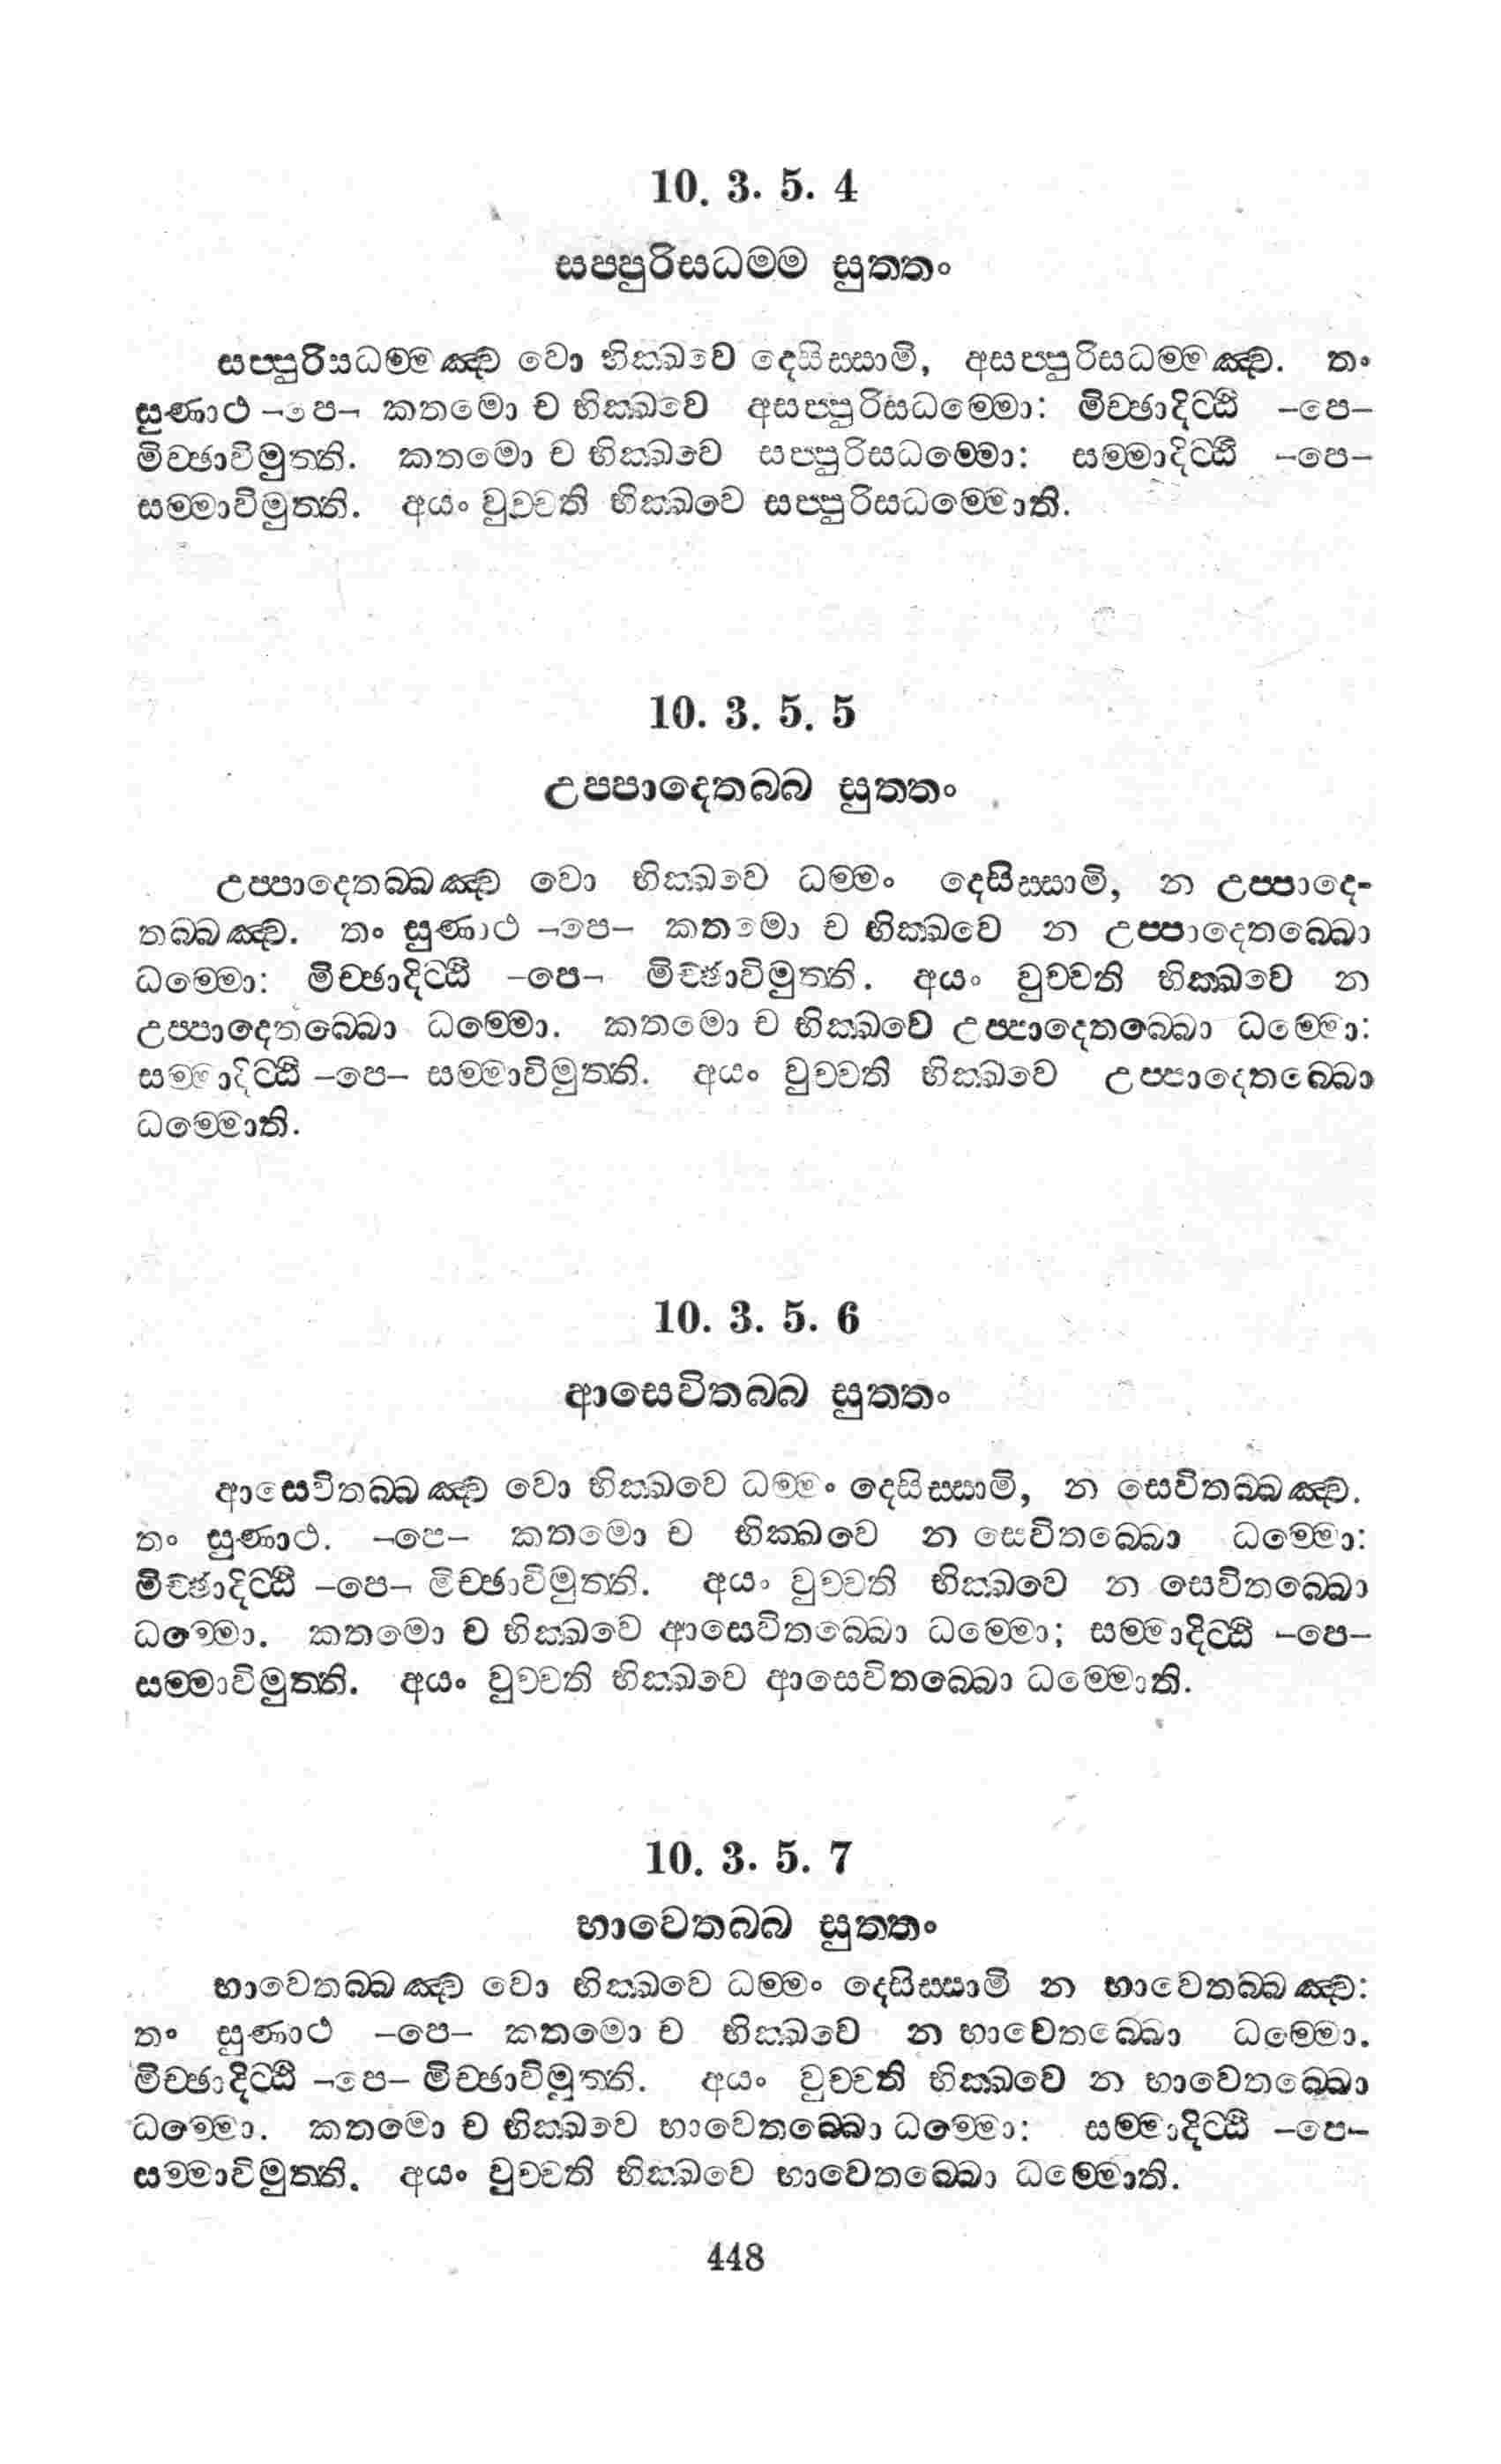 10. 3. 5. 4
සප්පුරිසධම්ම සුත්තං
සප්පුරිසධම්මඤ්ච වො භික්ඛවෙ දෙසිස්සාමි, අසප්පුරිසධම්මඤ්ච. තං
සුණාථ –පෙ– කතමො ච භික්ඛවෙ අසප්පුරිසධම්මො: මිච්ඡාදිට්ඨි –පෙ–
මිච්ඡාවිමුත්ති. කතමො ච භික්ඛවෙ සප්පුරිසධම්මො: සම්මාදිට්ඨි –පෙ–
සම්මාවිමුත්ති. අයං වුච්චති භික්ඛවෙ සප්පුරිසධම්මොති.
10. 3. 5. 5
උප්පාදෙතබ්බ සුත්තං
උප්පාදෙතබ්බඤ්ච වො භික්ඛවෙ ධම්මං දෙසිස්සාමි, න උප්පාදෙ-
තබ්බඤ්ච. තං සුණාථ –පෙ– කතමො ච භික්ඛවෙ න උප්පාදෙතබ්බො
ධම්මො: මිච්ඡාදිට්ඨි –පෙ– මිච්ඡාවිමුත්ති. අයං වුච්චති භික්ඛවෙ න
උප්පාදෙතබ්බො ධම්මො. කතමො ච භික්ඛවෙ උප්පාදෙතබ්බො ධම්මො:
සම්මාදිට්ඨි –පෙ– සම්මාවිමුත්ති. අයං වුච්චති භික්ඛවෙ උප්පාදෙතබ්බො
ධම්මොති.
10. 3. 5. 6
ආසෙවිතබ්බ සුත්තං
ආසෙවිතබ්බඤ්ච වො භික්ඛවෙ ධම්මං දෙසිස්සාමි, න සෙවිතබ්බඤ්ච.
තං සුණාථ. –පෙ– කතමො ච භික්ඛවෙ න සෙවිතබ්බො ධම්මො:
මිච්ඡාදිට්ඨි –පෙ– මිච්ඡාවිමුත්ති. අයං වුච්චති භික්ඛවෙ න සෙවිතබ්බො
ධම්මො. කතමො ච භික්ඛවෙ ආසෙවිතබ්බො ධම්මො; සම්මාදිට්ඨි –පෙ–
සම්මාවිමුත්ති. අයං වුච්චති භික්ඛවෙ ආසෙවිතබ්බො ධම්මොති.
10. 3. 5. 7
භාවෙතබ්බ සුත්තං
භාවෙතබ්බඤ්ච වො භික්ඛවෙ ධම්මං දෙසිස්සාමි න භාවෙතබ්බඤ්ච:
තං සුණාථ –පෙ– කතමො ච භික්ඛවෙ න භාවෙතබ්බො ධම්මො.
මිච්ඡාදිට්ඨි –පෙ– මිච්ඡාවිමුත්ති. අයං වුච්චති භික්ඛවෙ න භාවෙතබ්බො
ධම්මො. කතමො ච භික්ඛවෙ භාවෙතබ්බො ධම්මො: සම්මාදිට්ඨි –පෙ–
සම්මාවිමුත්ති. අයං වුච්චති භික්ඛවෙ භාවෙතබ්බො ධම්මොති.
448